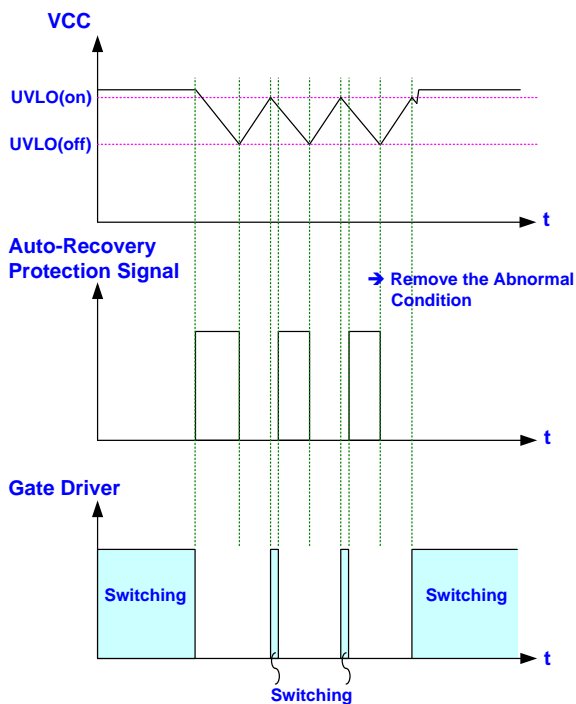 VCC
UVLO(on)
UVLO(off)
t
Auto-Recovery
Protection Signal
➔ Remove the Abnormal
Condition
t
Gate Driver
Switching
Switching
t
Switching